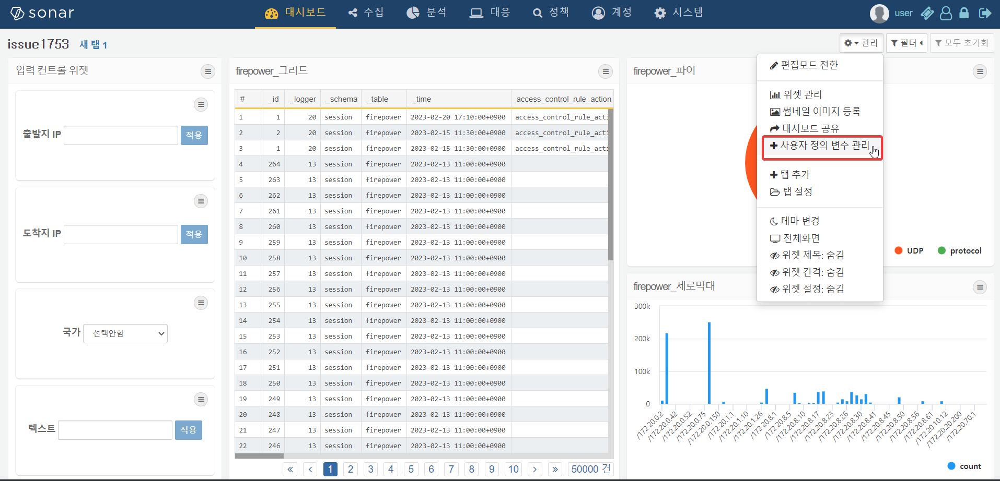 sonar
대시보드
수집
분석
대응
정책
계정
시스템
user
issue1753 새 탭 1
관리
필터
모두 초기화
입력 컨트롤 위젯
출발지 IP 적용
도착지 IP 적용
국가 선택안함
텍스트 적용
firepower_그리드
# _id _logger _schema _table _time access_control_rule_action
1 1 20 session firepower 2023-02-20 17:10:00+0900 access_control_rule_acti
2 2 20 session firepower 2023-02-15 11:30:00+0900 access_control_rule_acti
3 1 20 session firepower 2023-02-15 11:30:00+0900 access_control_rule_acti
4 264 13 session firepower 2023-02-13 11:00:00+0900
5 263 13 session firepower 2023-02-13 11:00:00+0900
6 262 13 session firepower 2023-02-13 11:00:00+0900
7 261 13 session firepower 2023-02-13 11:00:00+0900
8 260 13 session firepower 2023-02-13 11:00:00+0900
9 259 13 session firepower 2023-02-13 11:00:00+0900
10 258 13 session firepower 2023-02-13 11:00:00+0900
11 257 13 session firepower 2023-02-13 11:00:00+0900
12 256 13 session firepower 2023-02-13 11:00:00+0900
13 255 13 session firepower 2023-02-13 11:00:00+0900
14 254 13 session firepower 2023-02-13 11:00:00+0900
15 253 13 session firepower 2023-02-13 11:00:00+0900
16 252 13 session firepower 2023-02-13 11:00:00+0900
17 251 13 session firepower 2023-02-13 11:00:00+0900
18 250 13 session firepower 2023-02-13 11:00:00+0900
19 249 13 session firepower 2023-02-13 11:00:00+0900
20 248 13 session firepower 2023-02-13 11:00:00+0900
21 247 13 session firepower 2023-02-13 11:00:00+0900
22 246 13 session firepower 2023-02-13 11:00:00+0900
« ‹ 1 2 3 4 5 6 7 8 9 10 › » 50000 건
firepower_파이
UDP protocol
편집모드 전환
위젯 관리
썸네일 이미지 등록
대시보드 공유
사용자 정의 변수 관리
탭 추가
탭 설정
테마 변경
전체화면
위젯 제목: 숨김
위젯 간격: 숨김
위젯 설정: 숨김
firepower_세로막대
300k
200k
100k
0
/172.20.0.2
/172.20.0.42
/172.20.0.52
/172.20.0.75
/172.20.0.150
/172.20.1.1
/172.20.1.10
/172.20.1.26
/172.20.8.1
/172.20.8.5
/172.20.8.10
/172.20.8.17
/172.20.8.23
/172.20.8.26
/172.20.8.30
/172.20.8.41
/172.20.8.45
/172.20.8.50
/172.20.8.56
/172.20.8.61
/172.20.10.12
/172.20.20.200
/172.20.70.1
count